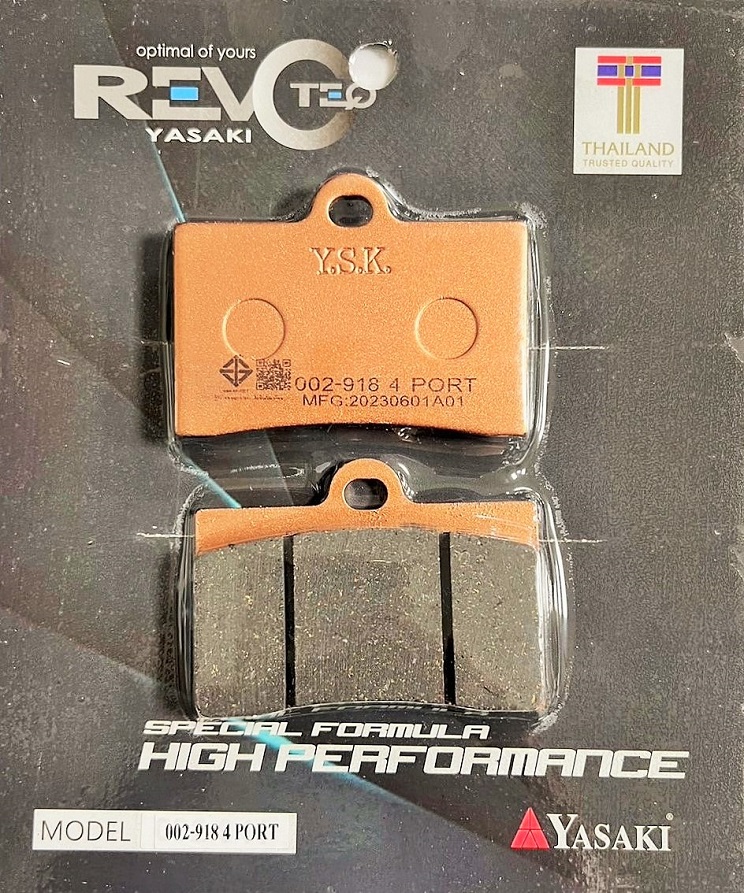 optimal of yours
REVO TEQ
YASAKI
THAILAND
TRUSTED QUALITY
Y.S.K.
002-918 4 PORT
MFG:20230601A01
SPECIAL FORMULA
HIGH PERFORMANCE
MODEL 002-918 4 PORT
YASAKI®